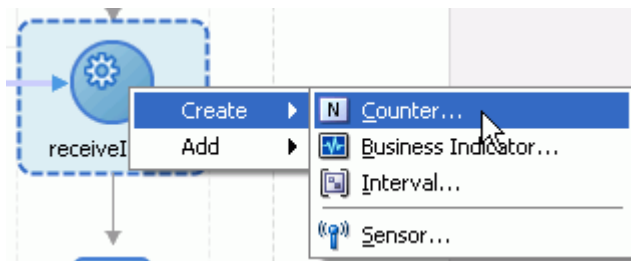 Create
Add
receiveI
N Counter...
Business Indicator...
Interval...
Sensor...